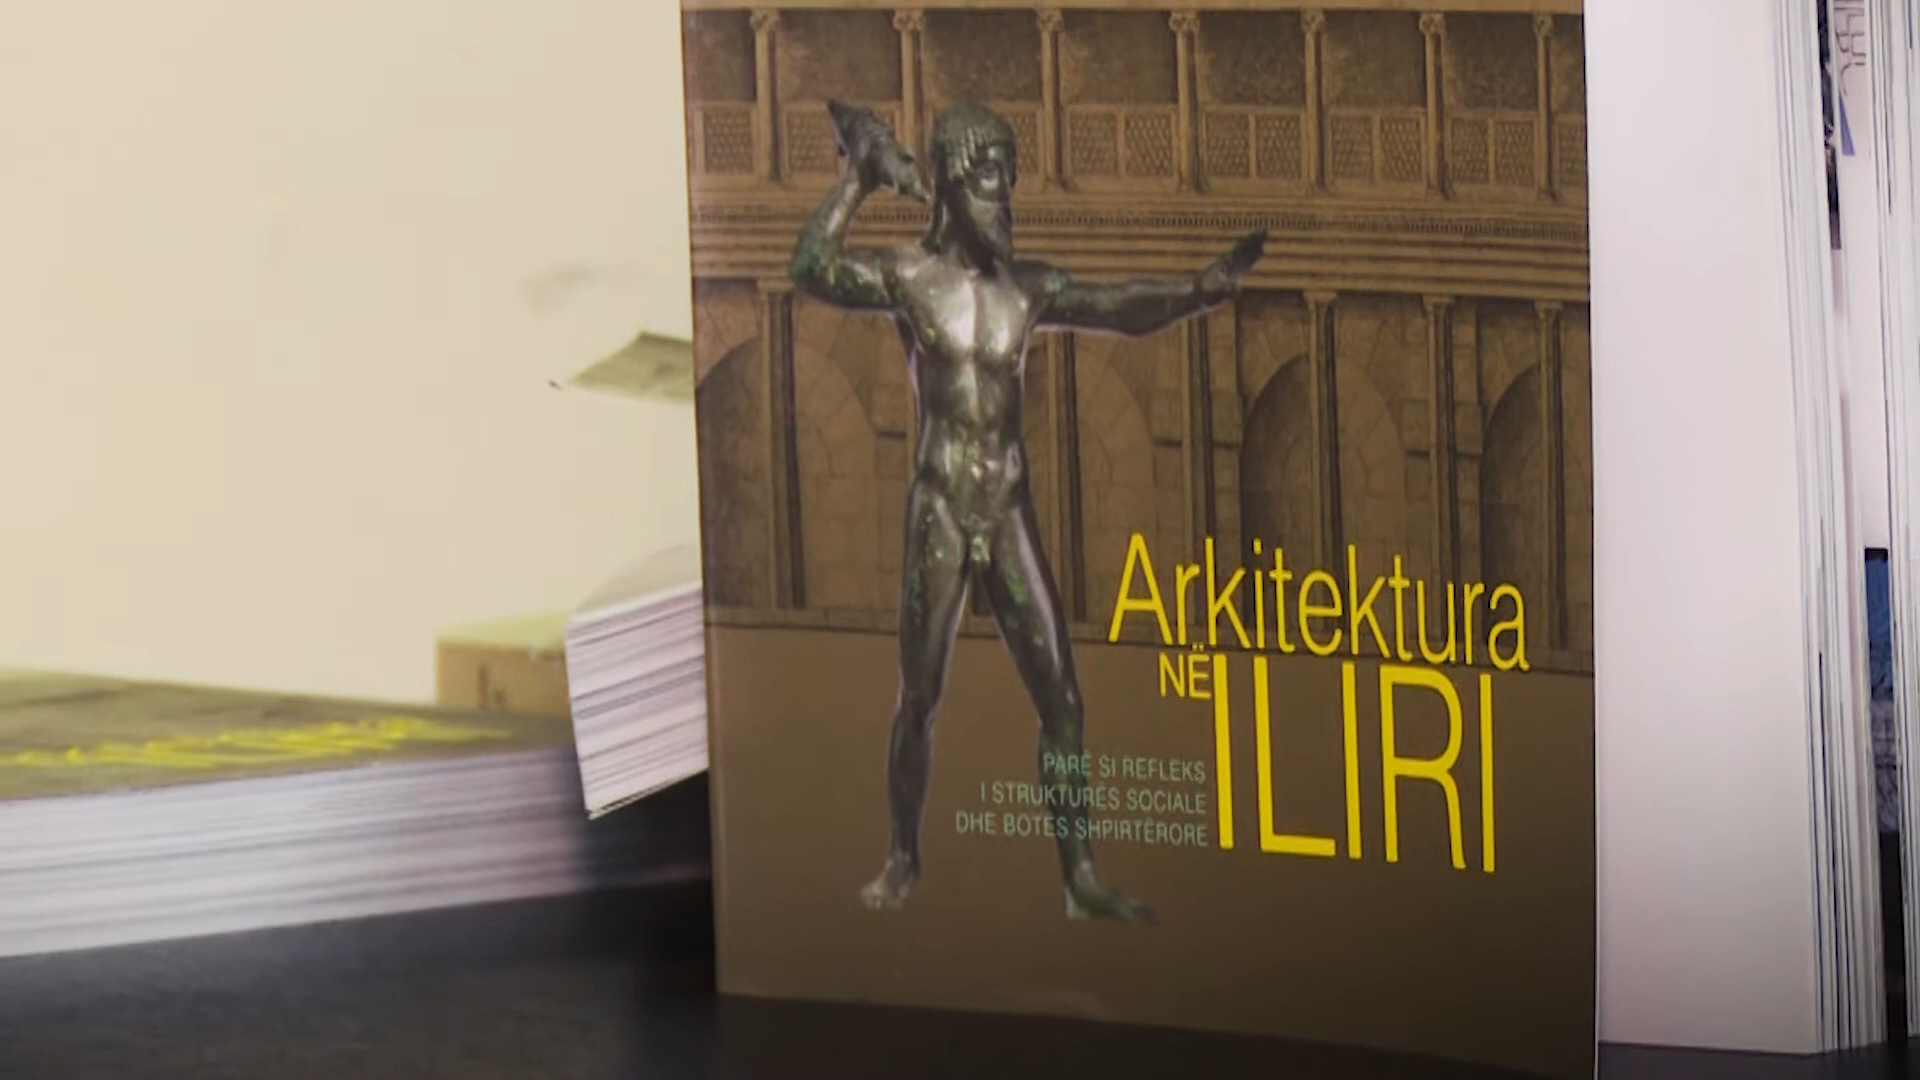 Arkitektura
NË ILIRI
PARË SI REFLEKS
I STRUKTURËS SOCIALE
DHE BOTËS SHPIRTËRORE